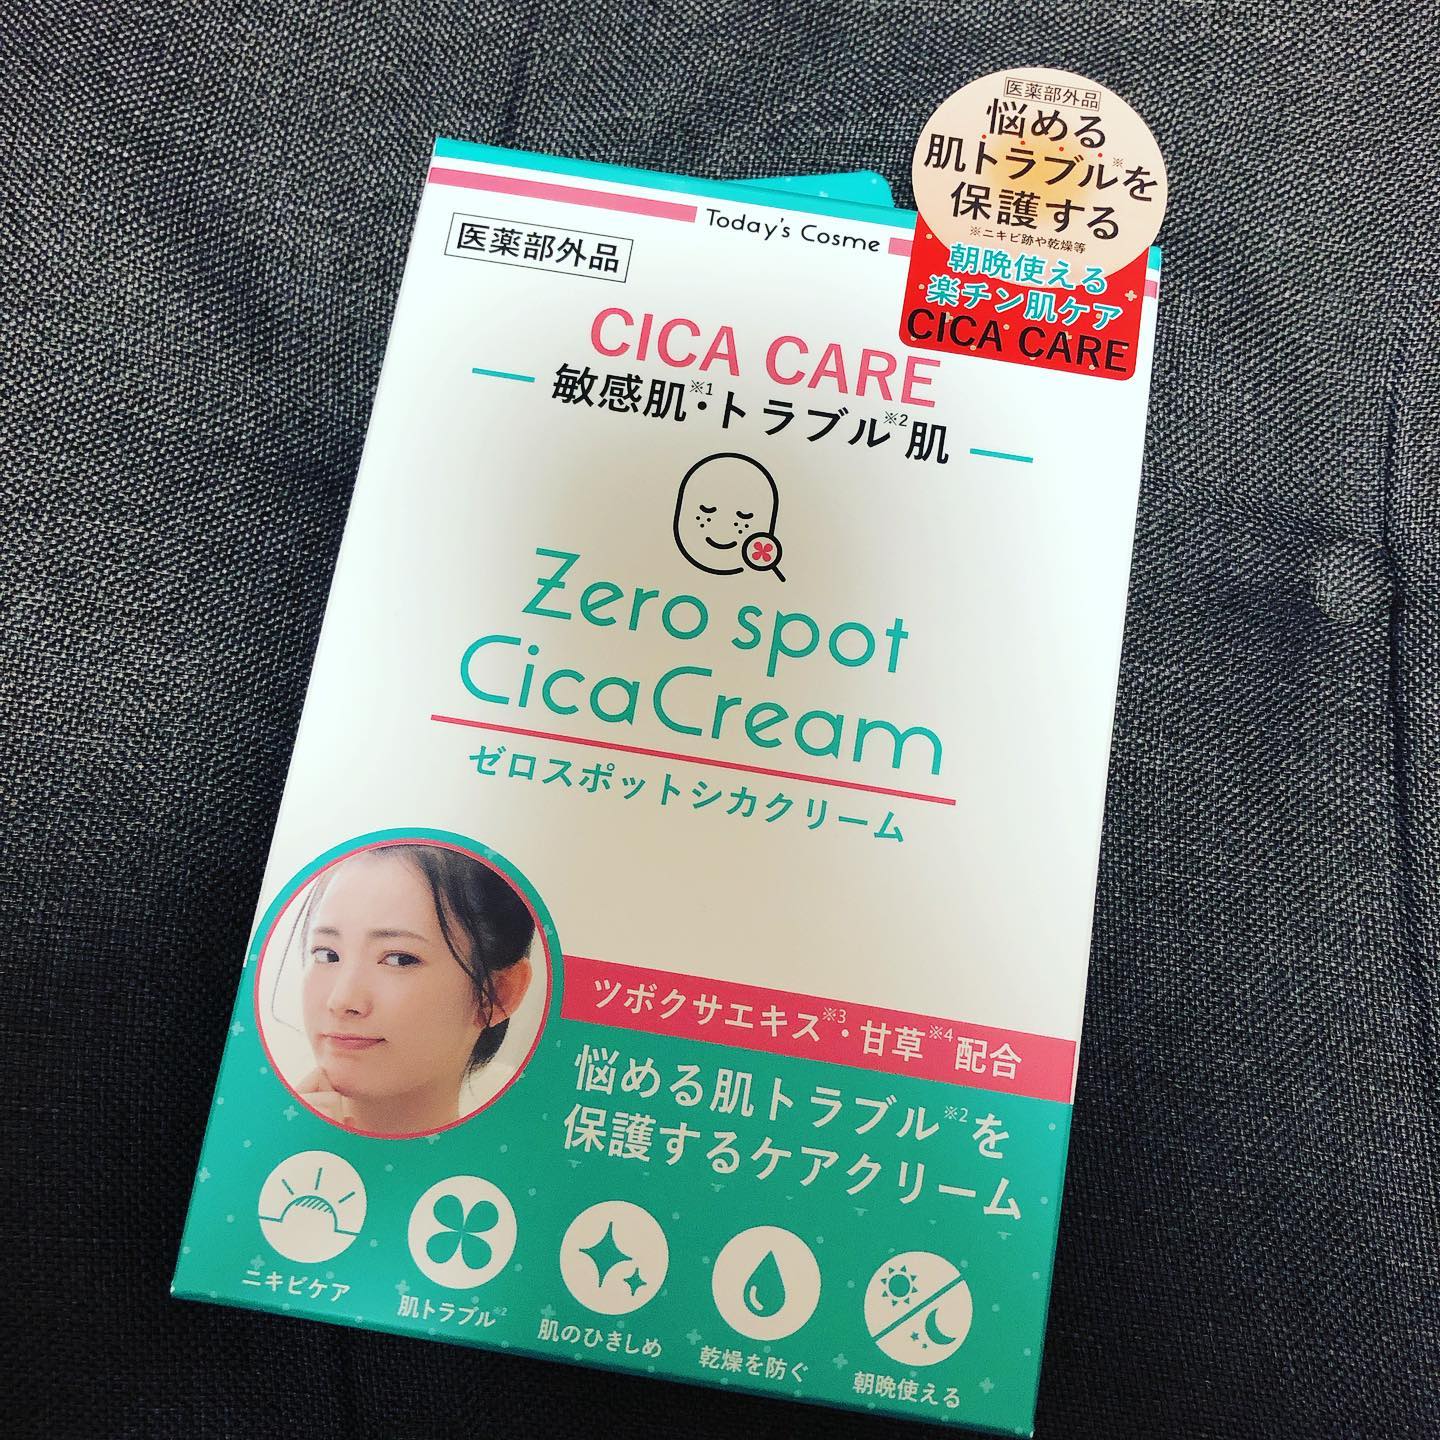 医薬部外品
悩める
肌トラブル※を
保護する
※ニキビ跡や乾燥等
朝晩使える
楽チン肌ケア
CICA CARE
Today's Cosme
医薬部外品
CICA CARE
敏感肌※1・トラブル※2肌
Zero spot
CicaCream
ゼロスポットシカクリーム
ツボクサエキス※3・甘草※4配合
悩める肌トラブル※2を
保護するケアクリーム
ニキビケア
肌トラブル※2
肌のひきしめ
乾燥を防ぐ
朝晩使える